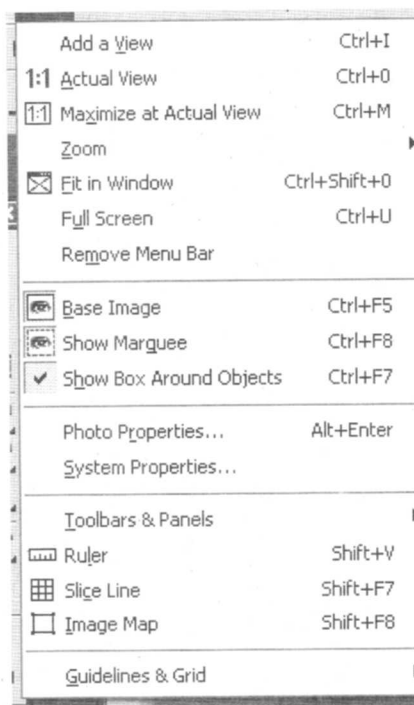 Add a View Ctrl+I
1:1 Actual View Ctrl+0
1:1 Maximize at Actual View Ctrl+M
Zoom
Fit in Window Ctrl+Shift+0
Full Screen Ctrl+U
Remove Menu Bar
Base Image Ctrl+F5
Show Marquee Ctrl+F8
Show Box Around Objects Ctrl+F7
Photo Properties... Alt+Enter
System Properties...
Toolbars & Panels
Ruler Shift+V
Slice Line Shift+F7
Image Map Shift+F8
Guidelines & Grid